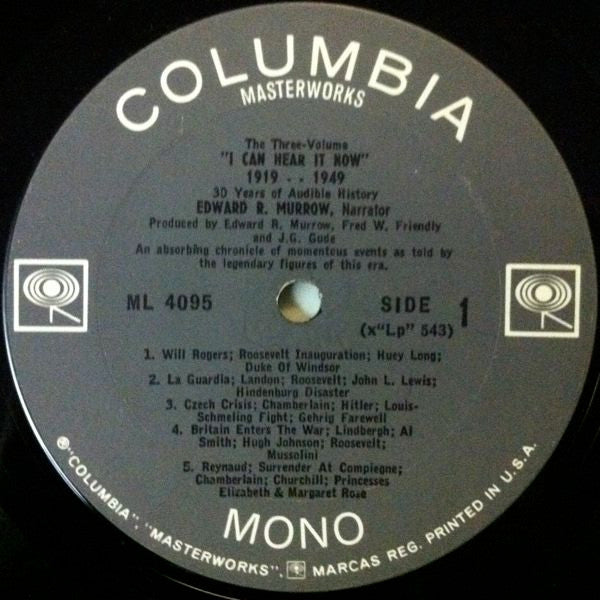 COLUMBIA
MASTERWORKS
The Three-Volume
"I CAN HEAR IT NOW"
1919 - - 1949
30 Years of Audible History
EDWARD R. MURROW, Narrator
Produced by Edward R. Murrow, Fred W. Friendly
and J.G. Gude
An absorbing chronicle of momentous events as told by
the legendary figures of this era.
ML 4095
SIDE 1
(x"Lp" 543)
1. Will Rogers; Roosevelt Inauguration; Huey Long;
Duke Of Windsor
2. La Guardia; Landon; Roosevelt; John L. Lewis;
Hindenburg Disaster
3. Czech Crisis; Chamberlain; Hitler; Louis-
Schmeling Fight; Gehrig Farewell
4. Britain Enters The War; Lindbergh; Al
Smith; Hugh Johnson; Roosevelt;
Mussolini
5. Reynaud; Surrender At Compiegne;
Chamberlain; Churchill; Princesses
Elizabeth & Margaret Rose
MONO
®"COLUMBIA", "MASTERWORKS", MARCAS REG. PRINTED IN U.S.A.